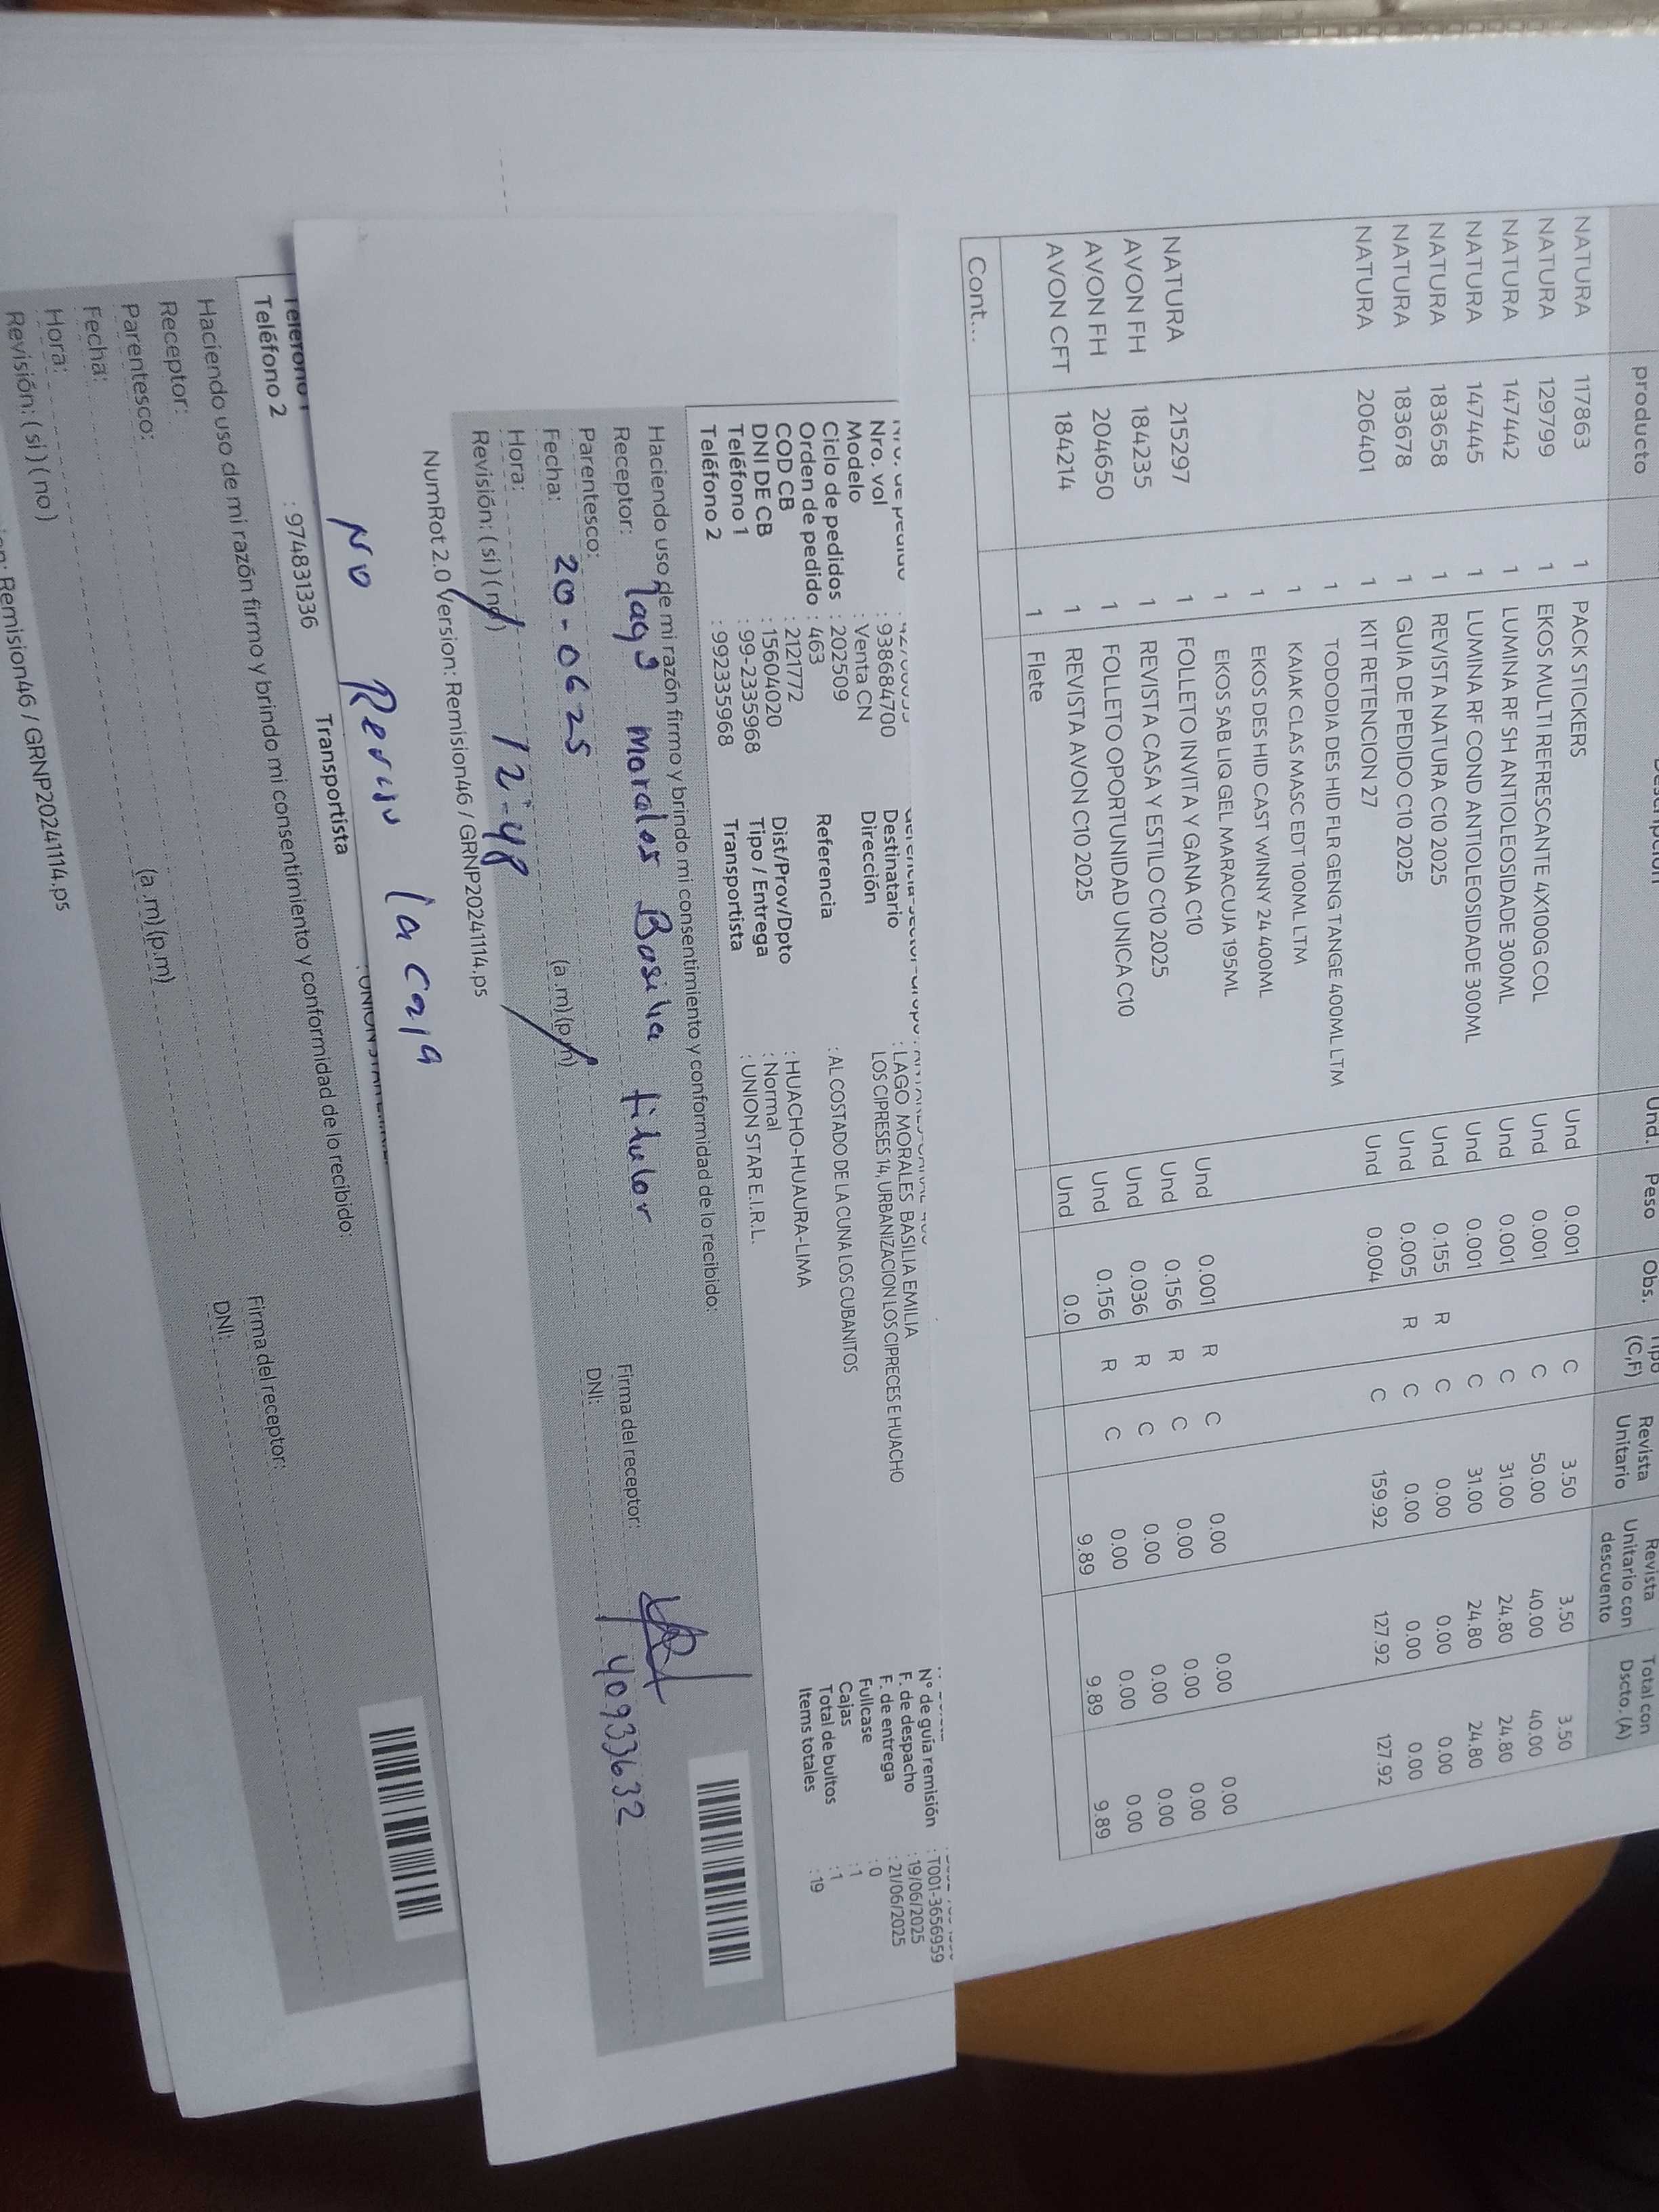 producto Descripción Und. Peso Obs. Tipo (C,F) Revista Unitario Revista Unitario con descuento Total con Dscto. (A)
NATURA 117863 1 PACK STICKERS Und 0.001 C 3.50 3.50 3.50
NATURA 129799 1 EKOS MULTI REFRESCANTE 4X100G COL Und 0.001 C 50.00 40.00 40.00
NATURA 147442 1 LUMINA RF SH ANTIOLEOSIDADE 300ML Und 0.001 C 31.00 24.80 24.80
NATURA 147445 1 LUMINA RF COND ANTIOLEOSIDADE 300ML Und 0.001 C 31.00 24.80 24.80
NATURA 183658 1 REVISTA NATURA C10 2025 Und 0.155 R C 0.00 0.00 0.00
NATURA 183678 1 GUIA DE PEDIDO C10 2025 Und 0.005 R C 0.00 0.00 0.00
NATURA 206401 1 KIT RETENCION 27 Und 0.004 C 159.92 127.92 127.92
1 TODODIA DES HID FLR GENG TANGE 400ML LTM
1 KAIAK CLAS MASC EDT 100ML LTM
1 EKOS DES HID CAST WINNY 24 400ML
1 EKOS SAB LIQ GEL MARACUJA 195ML
NATURA 215297 1 FOLLETO INVITA Y GANA C10 Und 0.001 R C 0.00 0.00 0.00
AVON FH 184235 1 REVISTA CASA Y ESTILO C10 2025 Und 0.156 R C 0.00 0.00 0.00
AVON FH 204650 1 FOLLETO OPORTUNIDAD UNICA C10 Und 0.036 R C 0.00 0.00 0.00
AVON CFT 184214 1 REVISTA AVON C10 2025 Und 0.156 R C 0.00 0.00 0.00
1 Flete Und 0.0 9.89 9.89 9.89
Cont...
Nro. de pedido
Nro. vol : 938684700 Destinatario : LAGO MORALES BASILIA EMILIA N° de guía remisión : T001-3656959
Modelo : Venta CN Dirección LOS CIPRESES 14, URBANIZACION LOS CIPRECES E HUACHO F. de despacho : 19/06/2025
Ciclo de pedidos : 202509 Referencia : AL COSTADO DE LA CUNA LOS CUBANITOS F. de entrega : 21/06/2025
Orden de pedido : 463 Fullcase : 0
COD CB : 2121772 Dist/Prov/Dpto : HUACHO-HUAURA-LIMA Cajas : 1
DNI DE CB : 15604020 Tipo / Entrega : Normal Total de bultos : 1
Teléfono 1 : 99-2335968 Transportista : UNION STAR E.I.R.L. Items totales : 19
Teléfono 2 : 992335968
Haciendo uso de mi razón firmo y brindo mi consentimiento y conformidad de lo recibido:
Receptor: Lago Morales Basilia titular Firma del receptor:
Parentesco: DNI: 40933632
Fecha: 20-06 25
Hora: 12-48 (a.m)(p.m)
Revisión: ( si ) ( no )
NumRot 2.0 Version: Remision46 / GRNP20241114.ps
No Reviso la caja
Teléfono 1
Teléfono 2 : 974831336 Transportista
Haciendo uso de mi razón firmo y brindo mi consentimiento y conformidad de lo recibido:
Receptor: Firma del receptor:
Parentesco: DNI:
Fecha:
Hora: (a.m)(p.m)
Revisión: ( si ) ( no )
Remision46 / GRNP20241114.ps